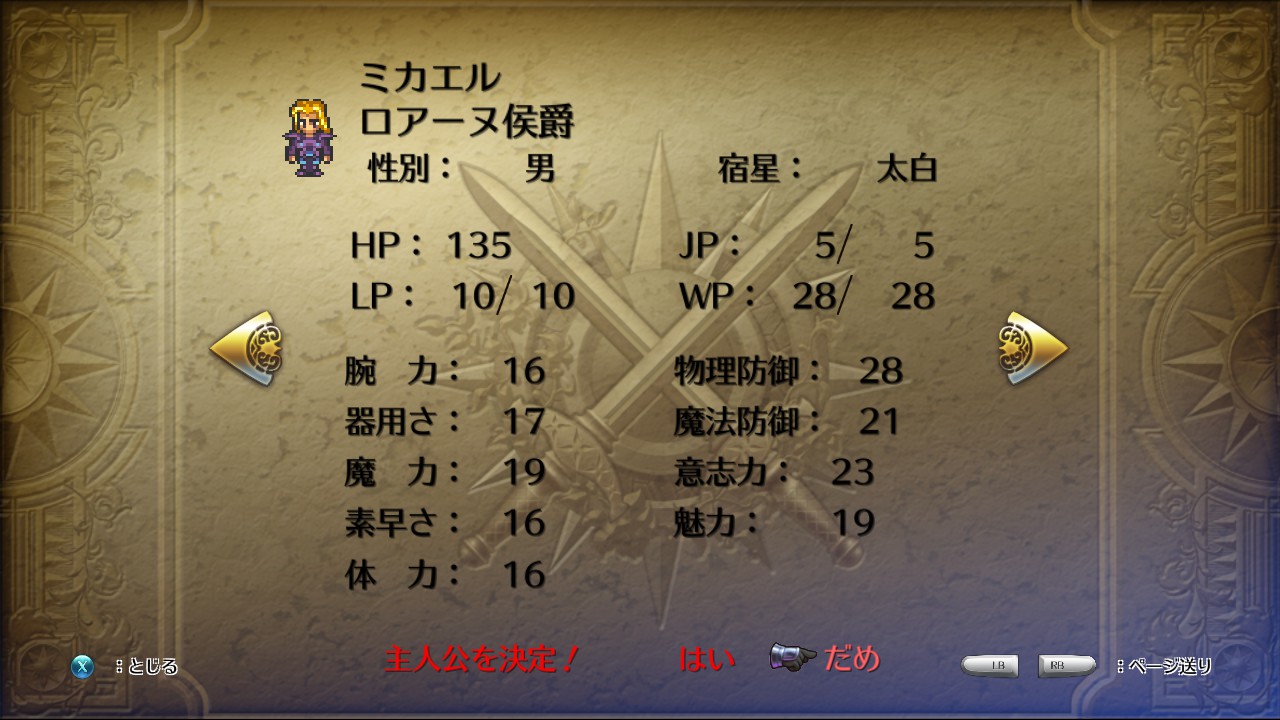 ミカエル
ロアーヌ侯爵
性別： 男 宿星： 太白
HP： 135 JP： 5/ 5
LP： 10/ 10 WP： 28/ 28
腕　力： 16 物理防御： 28
器用さ： 17 魔法防御： 21
魔　力： 19 意志力： 23
素早さ： 16 魅力： 19
体　力： 16
主人公を決定！ はい だめ
X ：とじる LB RB ：ページ送り